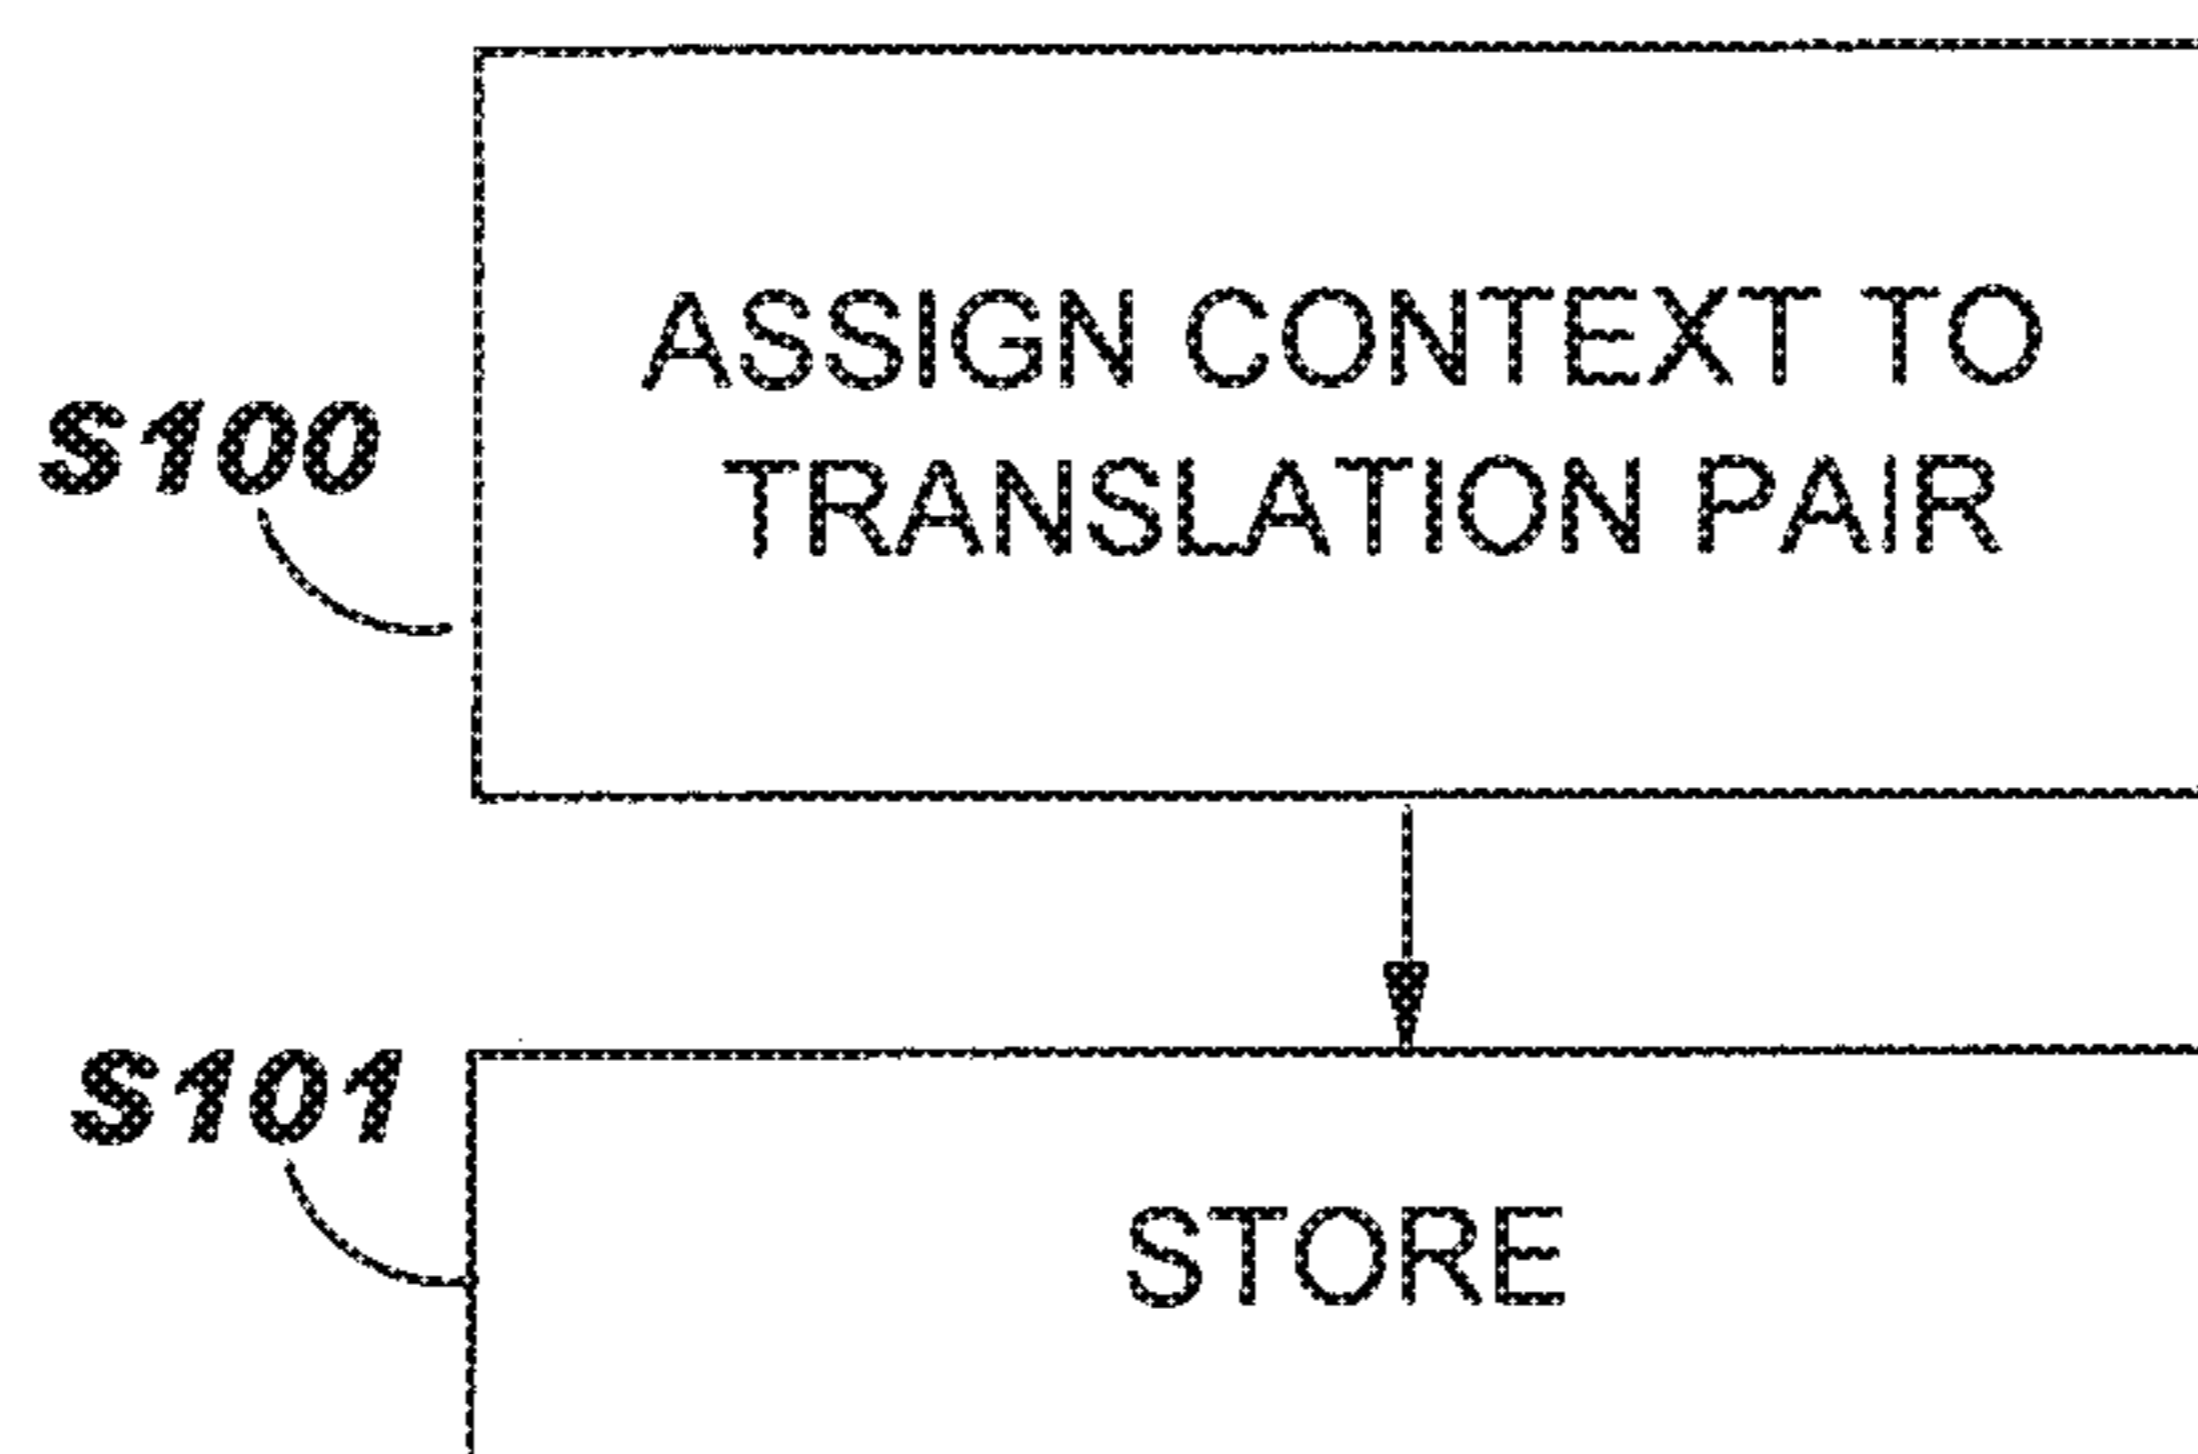 ASSIGN CONTEXT TO
TRANSLATION PAIR
S100
S101
STORE